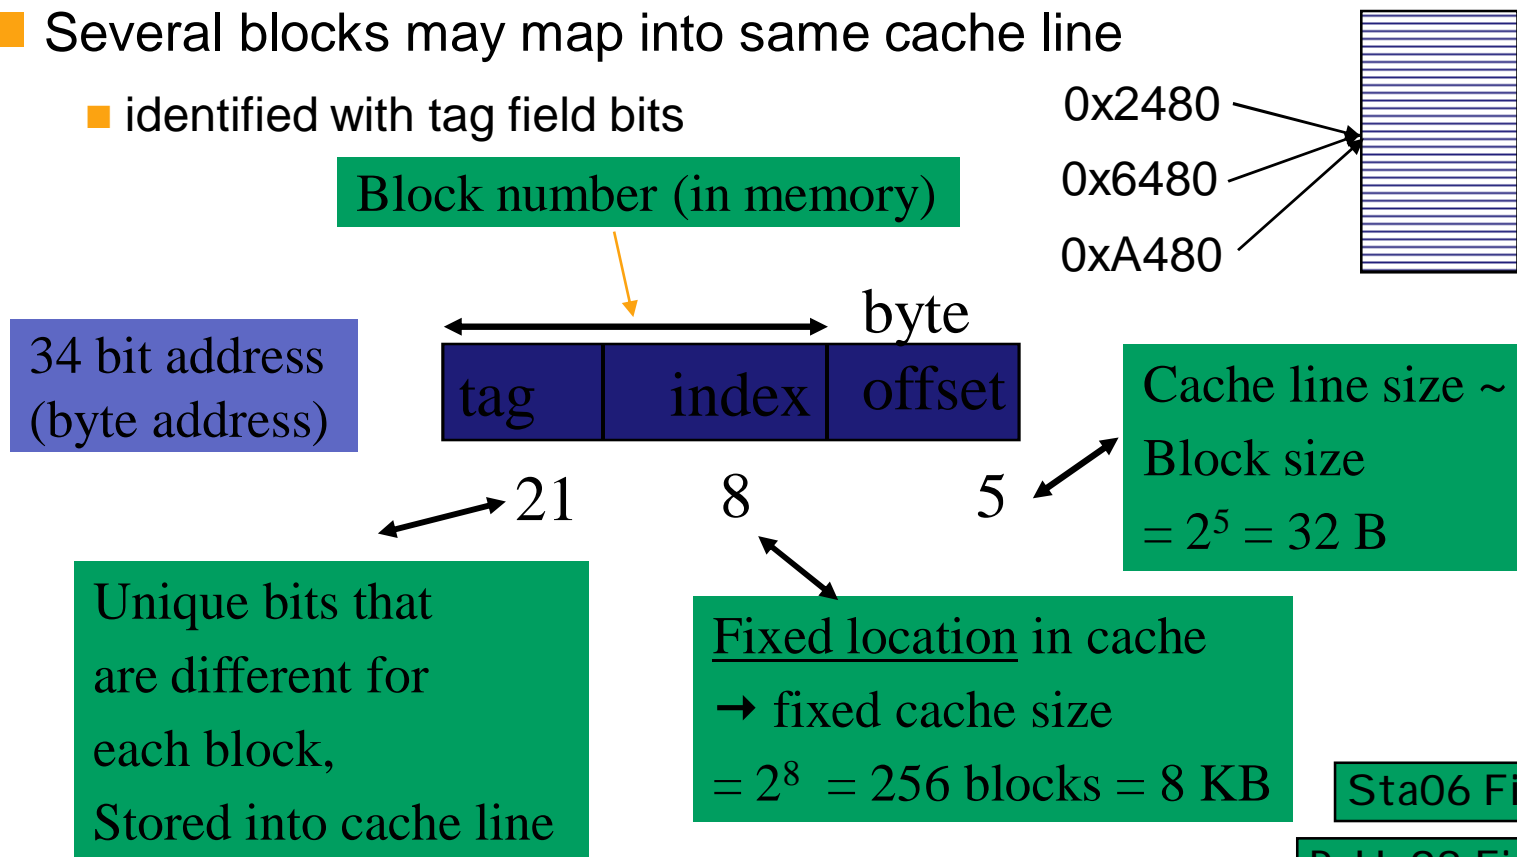 Several blocks may map into same cache line
identified with tag field bits
0x2480
0x6480
0xA480
Block number (in memory)
34 bit address
(byte address)
tag
index
byte
offset
21
8
5
Cache line size ~
Block size
= 2⁵ = 32 B
Unique bits that
are different for
each block,
Stored into cache line
Fixed location in cache
→ fixed cache size
= 2⁸ = 256 blocks = 8 KB
Sta06